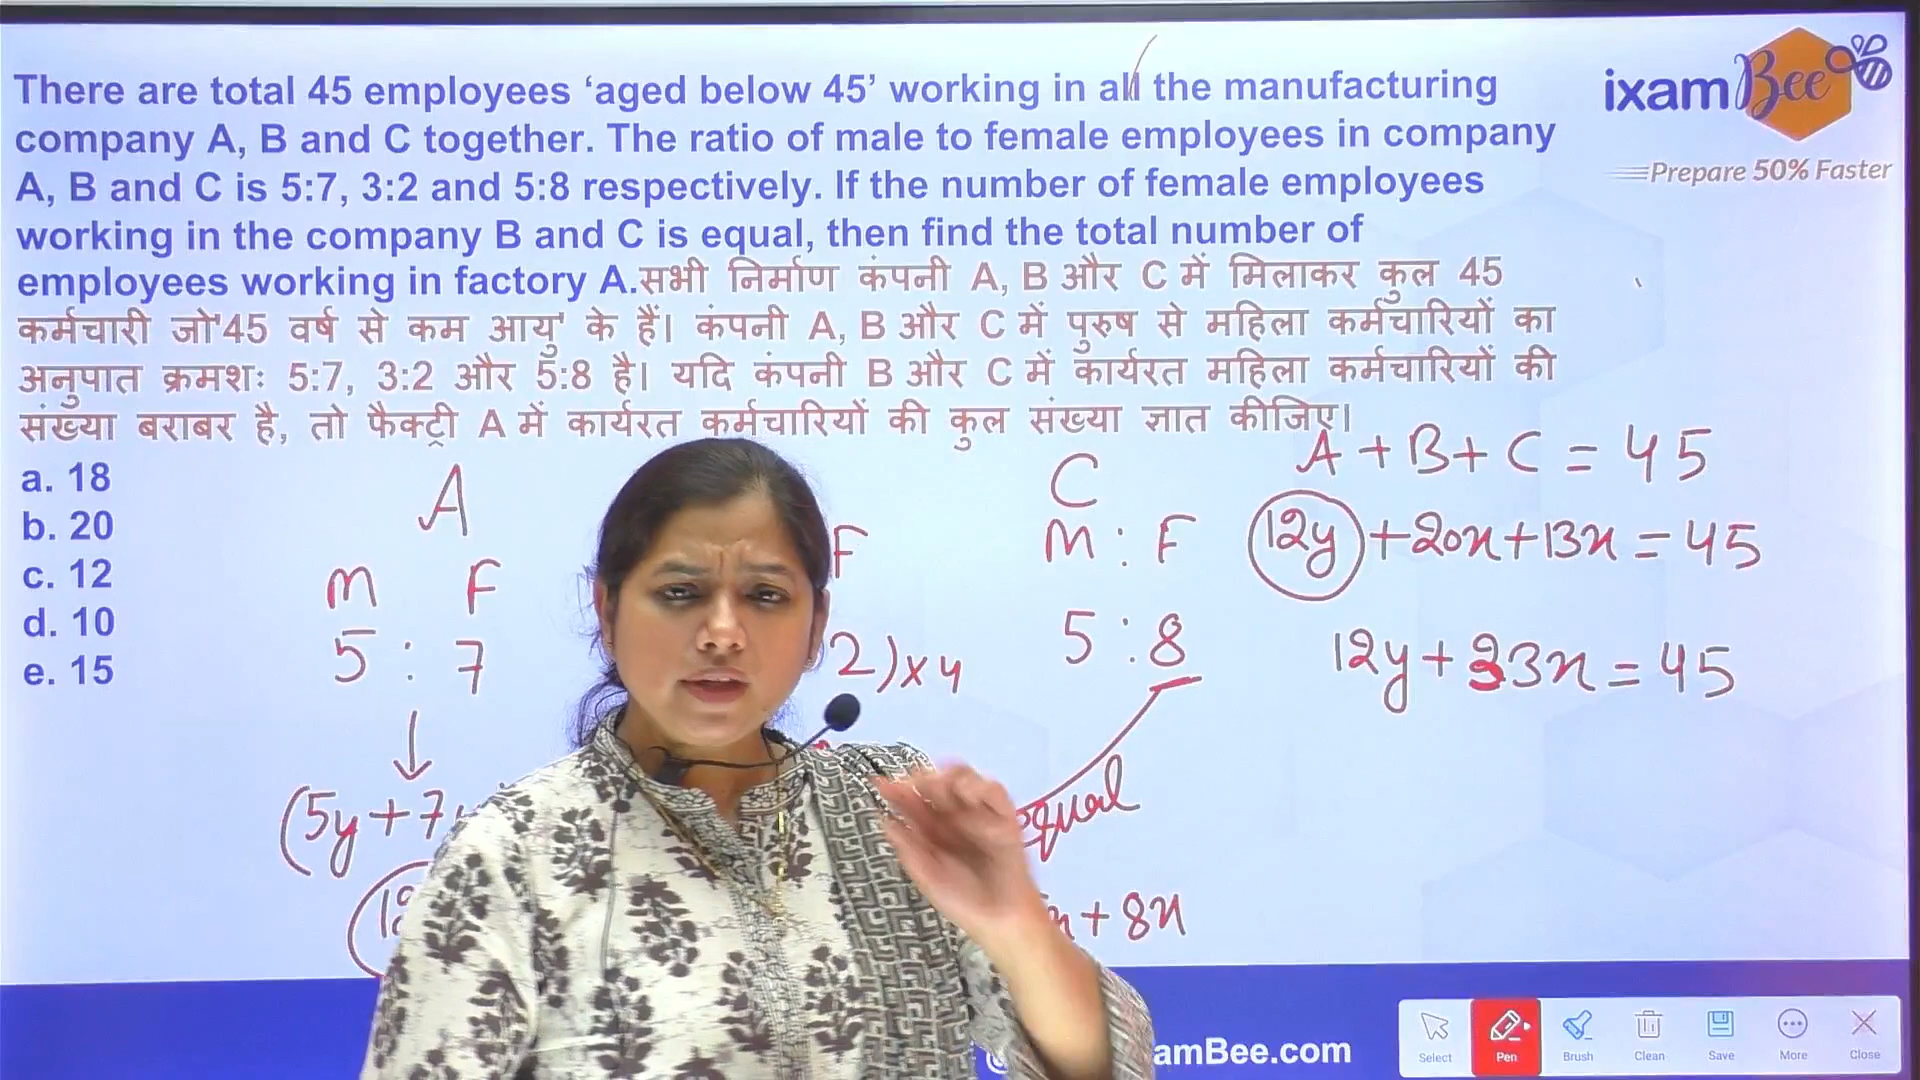 There are total 45 employees ‘aged below 45’ working in all the manufacturing
company A, B and C together. The ratio of male to female employees in company
A, B and C is 5:7, 3:2 and 5:8 respectively. If the number of female employees
working in the company B and C is equal, then find the total number of
employees working in factory A.सभी निर्माण कंपनी A, B और C में मिलाकर कुल 45
कर्मचारी जो'45 वर्ष से कम आयु' के हैं। कंपनी A, B और C में पुरुष से महिला कर्मचारियों का
अनुपात क्रमशः 5:7, 3:2 और 5:8 है। यदि कंपनी B और C में कार्यरत महिला कर्मचारियों की
संख्या बराबर है, तो फैक्ट्री A में कार्यरत कर्मचारियों की कुल संख्या ज्ञात कीजिए।
ixamBee
Prepare 50% Faster
a. 18
b. 20
c. 12
d. 10
e. 15
A
M F
5 : 7
(5y+7
F
2)x4
C
M : F
5 : 8
equal
+8x
A+B+C=45
12y+20x+13x=45
12y+33x=45
amBee.com
Select
Pen
Brush
Clean
Save
More
Close